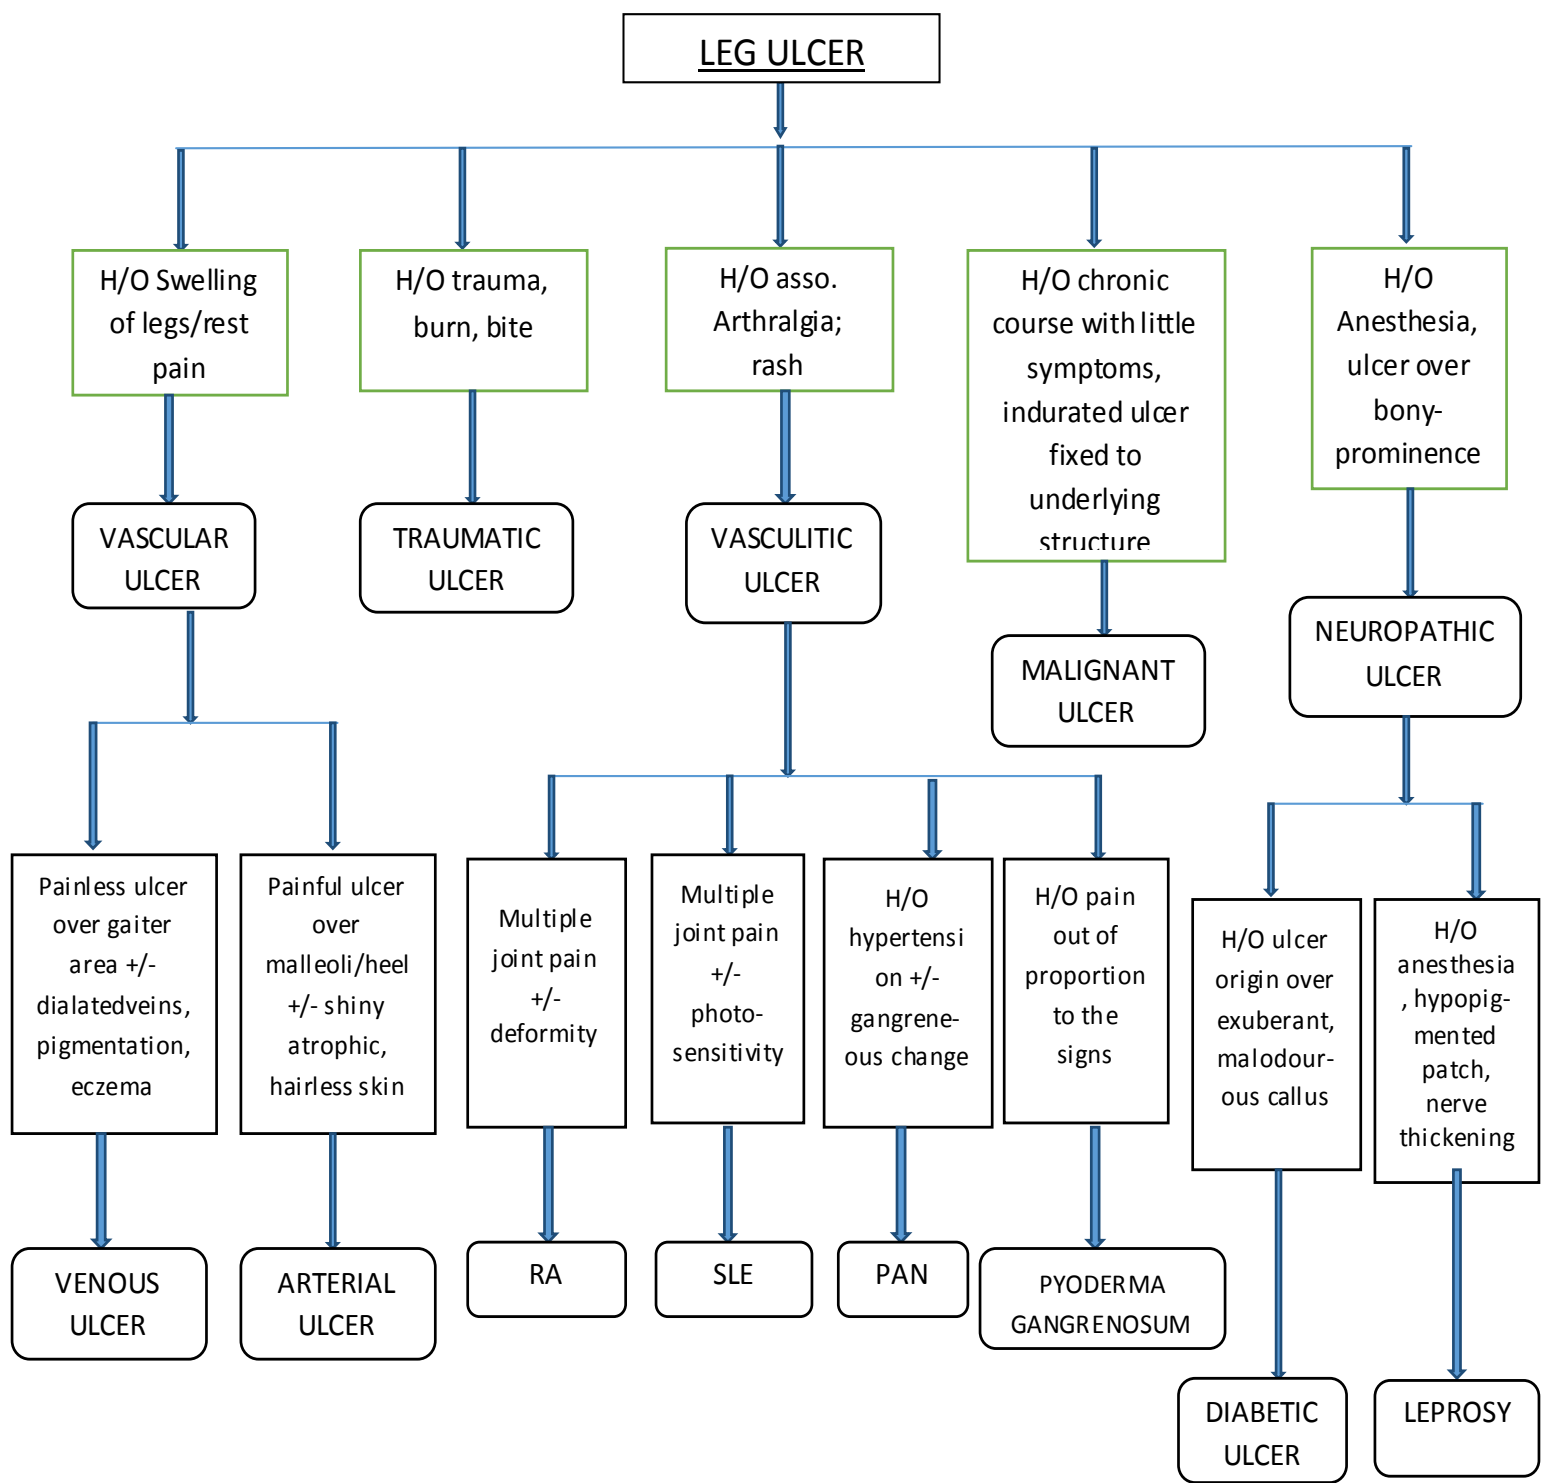 LEG ULCER
H/O Swelling
of legs/rest
pain
H/O trauma,
burn, bite
H/O asso.
Arthralgia;
rash
H/O chronic
course with little
symptoms,
indurated ulcer
fixed to
underlying
structure
H/O
Anesthesia,
ulcer over
bony-
prominence
VASCULAR
ULCER
TRAUMATIC
ULCER
VASCULITIC
ULCER
MALIGNANT
ULCER
NEUROPATHIC
ULCER
Painless ulcer
over gaiter
area +/-
dialatedveins,
pigmentation,
eczema
Painful ulcer
over
malleoli/heel
+/- shiny
atrophic,
hairless skin
Multiple
joint pain
+/-
deformity
Multiple
joint pain
+/-
photo-
sensitivity
H/O
hypertensi
on +/-
gangrene-
ous change
H/O pain
out of
proportion
to the
signs
H/O ulcer
origin over
exuberant,
malodour-
ous callus
H/O
anesthesia
, hypopig-
mented
patch,
nerve
thickening
VENOUS
ULCER
ARTERIAL
ULCER
RA
SLE
PAN
PYODERMA
GANGRENOSUM
DIABETIC
ULCER
LEPROSY